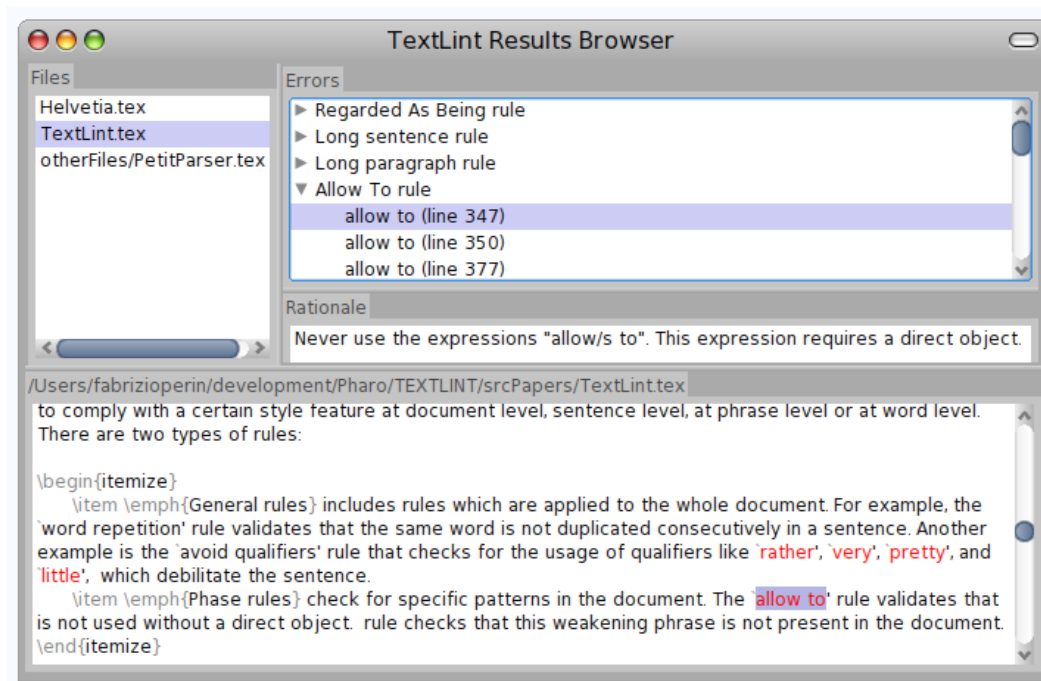 TextLint Results Browser
Files
Helvetia.tex
TextLint.tex
otherFiles/PetitParser.tex
Errors
Regarded As Being rule
Long sentence rule
Long paragraph rule
Allow To rule
allow to (line 347)
allow to (line 350)
allow to (line 377)
Rationale
Never use the expressions "allow/s to". This expression requires a direct object.
/Users/fabrizioperin/development/Pharo/TEXTLINT/srcPapers/TextLint.tex
to comply with a certain style feature at document level, sentence level, at phrase level or at word level.
There are two types of rules:
\begin{itemize}
\item \emph{General rules} includes rules which are applied to the whole document. For example, the
`word repetition' rule validates that the same word is not duplicated consecutively in a sentence. Another
example is the `avoid qualifiers' rule that checks for the usage of qualifiers like `rather', `very', `pretty', and
`little', which debilitate the sentence.
\item \emph{Phase rules} check for specific patterns in the document. The `allow to' rule validates that
is not used without a direct object. rule checks that this weakening phrase is not present in the document.
\end{itemize}